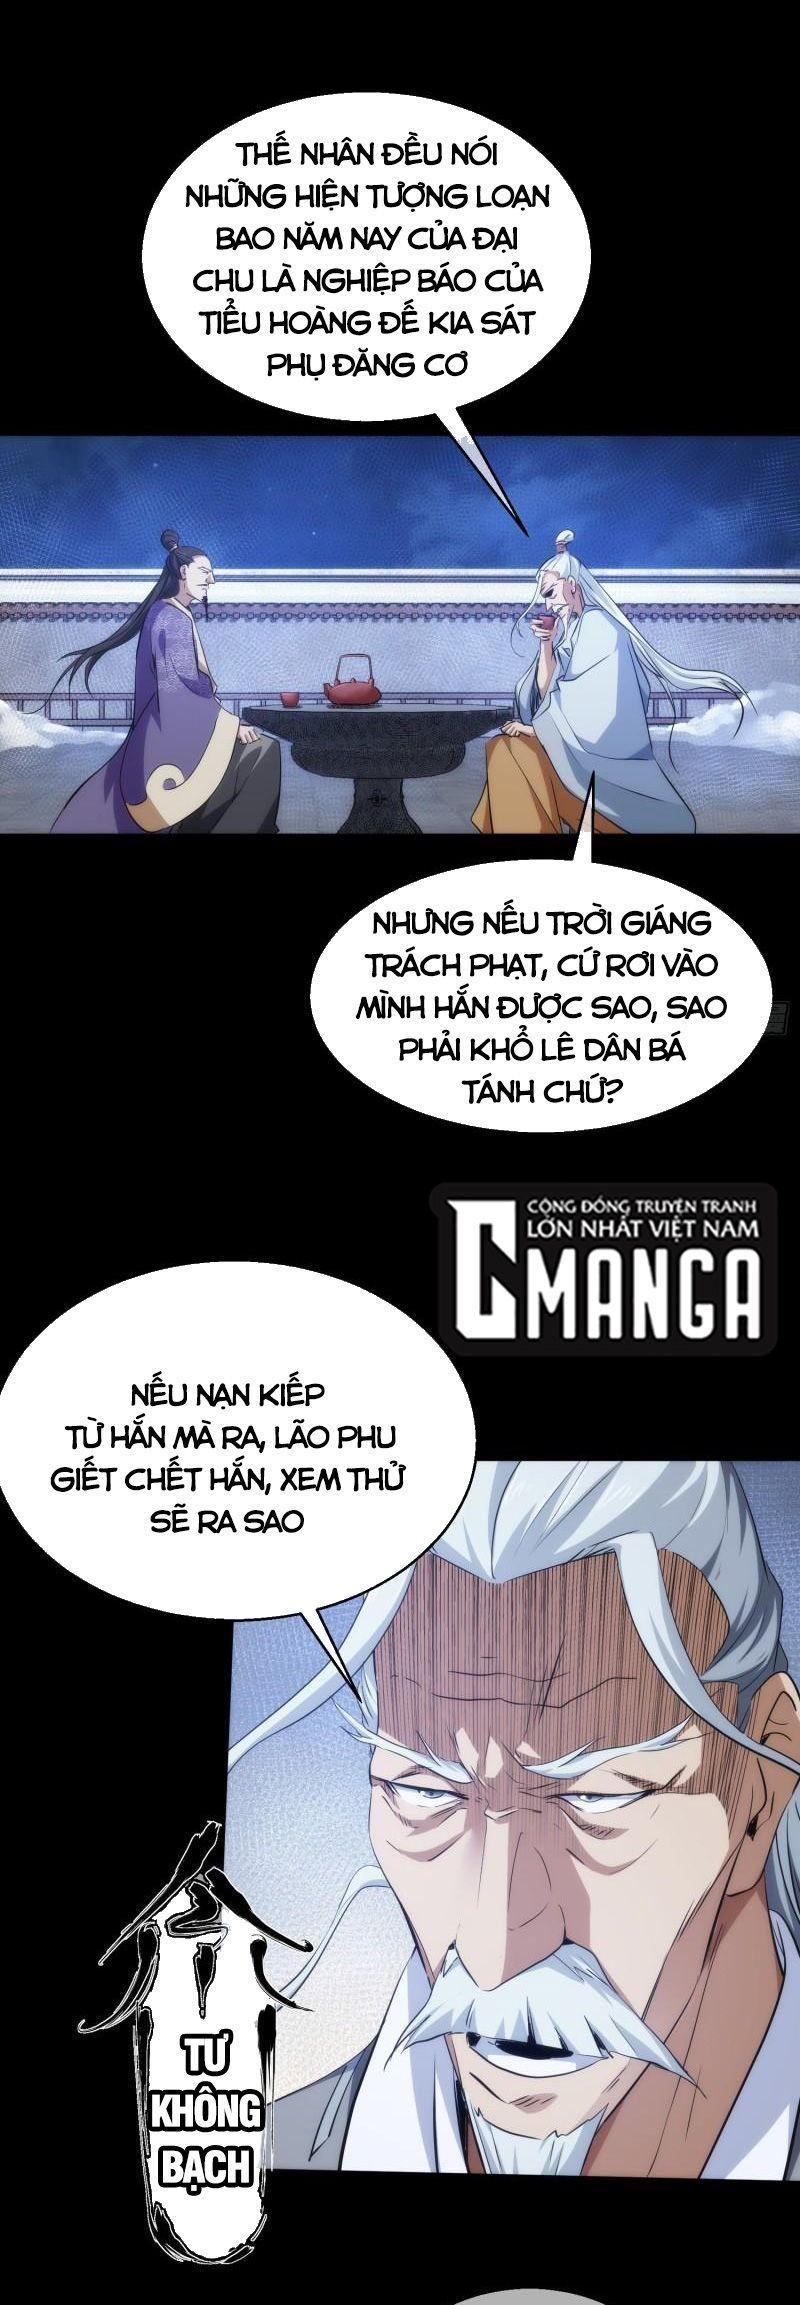 THẾ NHÂN ĐỀU NÓI
NHỮNG HIỆN TƯỢNG LOẠN
BAO NĂM NAY CỦA ĐẠI
CHU LÀ NGHIỆP BÁO CỦA
TIỂU HOÀNG ĐẾ KIA SÁT
PHỤ ĐĂNG CƠ
NHƯNG NẾU TRỜI GIÁNG
TRÁCH PHẠT, CỨ RƠI VÀO
MÌNH HẮN ĐƯỢC SAO, SAO
PHẢI KHỔ LÊ DÂN BÁ
TÁNH CHỨ?
CỘNG ĐỒNG TRUYỆN TRANH
LỚN NHẤT VIỆT NAM
CMANGA
NẾU NẠN KIẾP
TỪ HẮN MÀ RA, LÃO PHU
GIẾT CHẾT HẮN, XEM THỬ
SẼ RA SAO
TƯ
KHÔNG
BẠCH